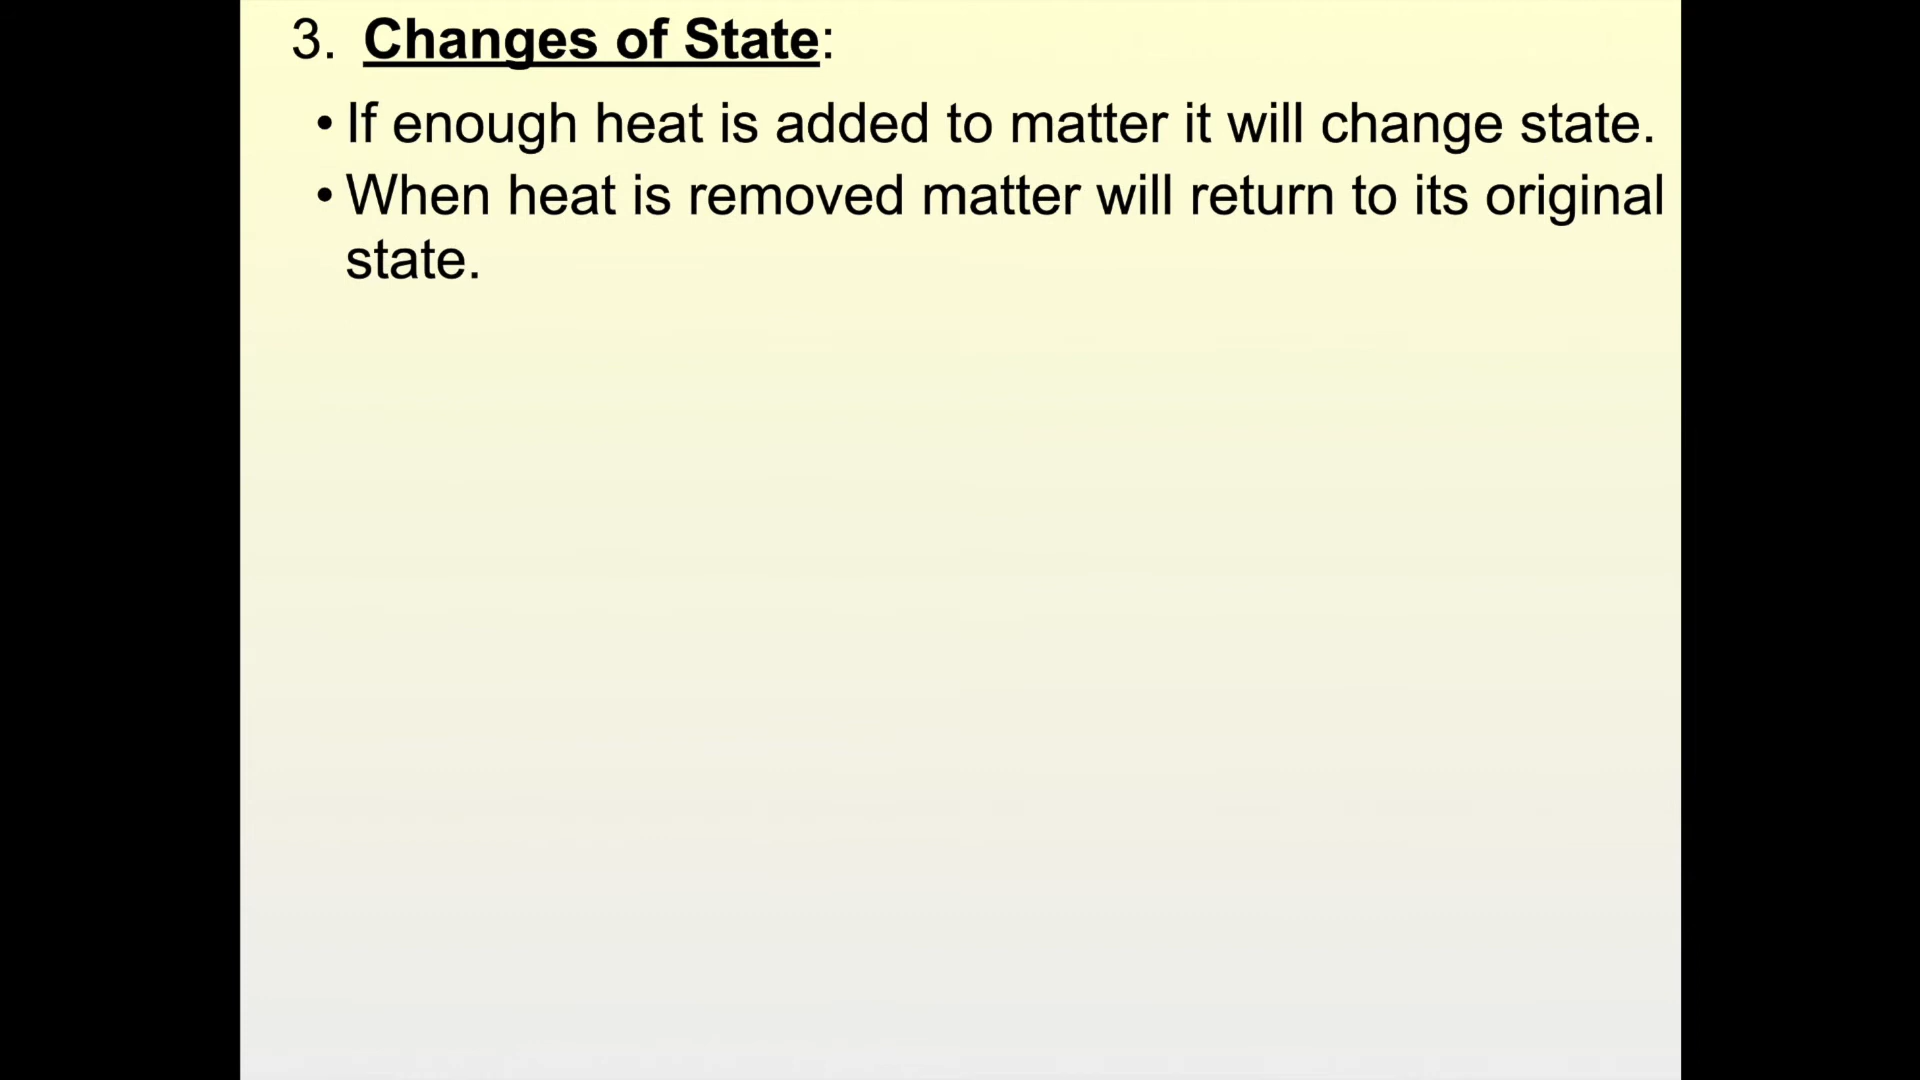 3. Changes of State:
• If enough heat is added to matter it will change state.
• When heat is removed matter will return to its original
state.